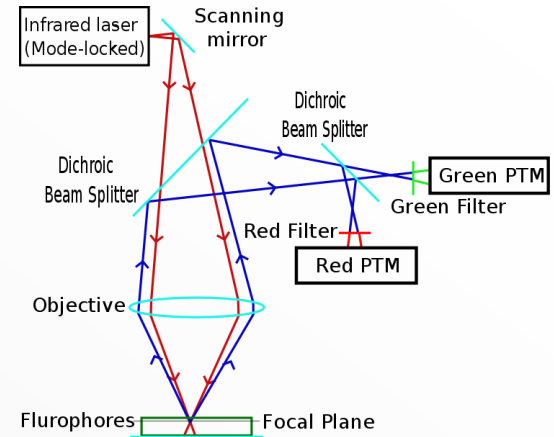 Infrared laser
(Mode-locked)
Scanning
mirror
Dichroic
Beam Splitter
Dichroic
Beam Splitter
Green PTM
Green Filter
Red Filter
Red PTM
Objective
Flurophores
Focal Plane